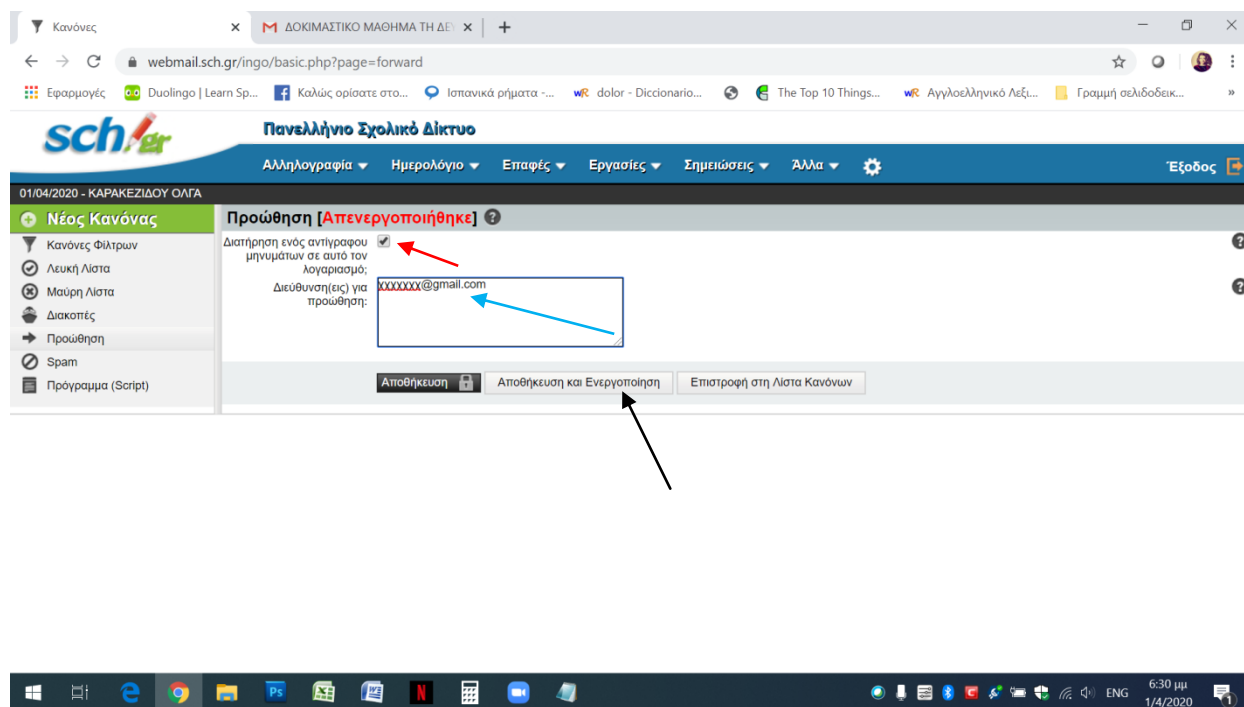 Κανόνες
ΔΟΚΙΜΑΣΤΙΚΟ ΜΑΘΗΜΑ ΤΗ ΔΕΥ
webmail.sch.gr/ingo/basic.php?page=forward
Εφαρμογές Duolingo | Learn Sp... Καλώς ορίσατε στο... Ισπανικά ρήματα -... dolor - Diccionario... The Top 10 Things... Αγγλοελληνικό Λεξι... Γραμμή σελιδοδεικ... »
sch/gr
Πανελλήνιο Σχολικό Δίκτυο
Αλληλογραφία Ημερολόγιο Επαφές Εργασίες Σημειώσεις Άλλα Έξοδος
01/04/2020 - ΚΑΡΑΚΕΖΙΔΟΥ ΟΛΓΑ
Νέος Κανόνας
Κανόνες Φίλτρων
Λευκή Λίστα
Μαύρη Λίστα
Διακοπές
Προώθηση
Spam
Πρόγραμμα (Script)
Προώθηση [Απενεργοποιήθηκε]
Διατήρηση ενός αντίγραφου
μηνυμάτων σε αυτό τον
λογαριασμό;
Διεύθυνση(εις) για
προώθηση:
xxxxxxx@gmail.com
Αποθήκευση Αποθήκευση και Ενεργοποίηση Επιστροφή στη Λίστα Κανόνων
ENG
6:30 μμ
1/4/2020